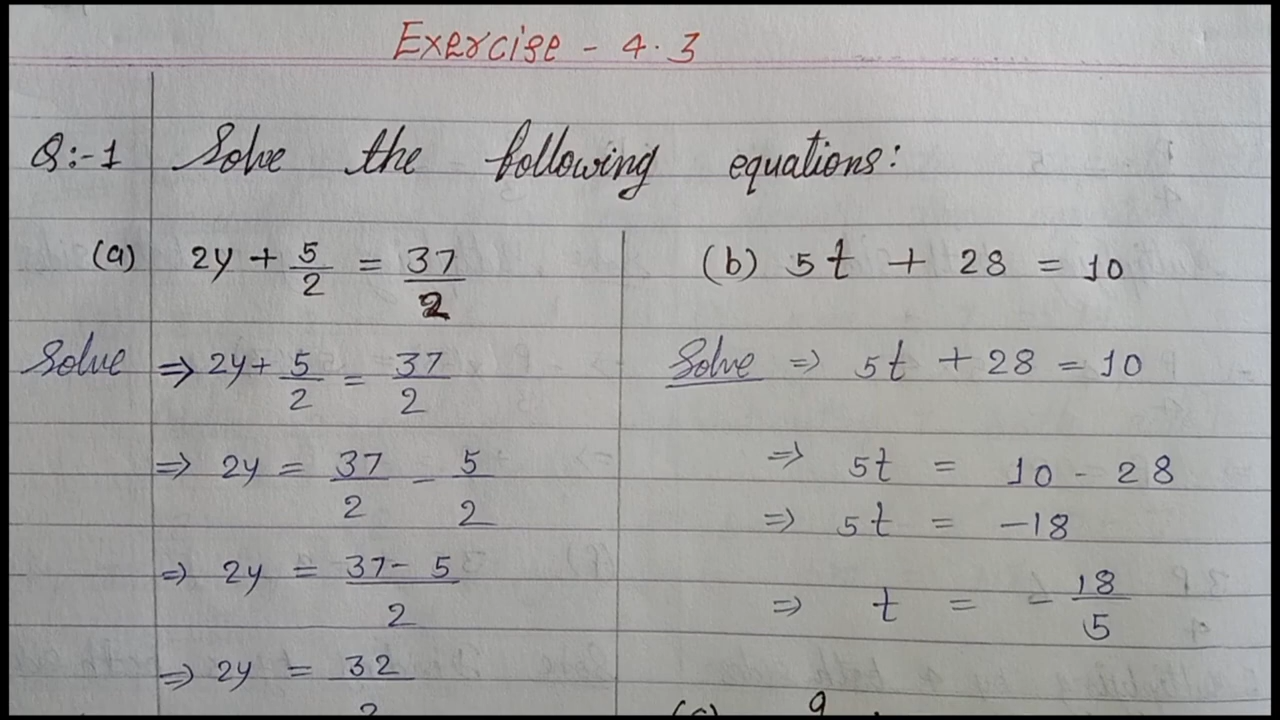 Exercise - 4.3
Q:-1 Solve the following equations:
(a) 2y + 5/2 = 37/2
Solve ⇒ 2y + 5/2 = 37/2
⇒ 2y = 37/2 - 5/2
⇒ 2y = 37 - 5/2
⇒ 2y = 32/2
(b) 5t + 28 = 10
Solve ⇒ 5t + 28 = 10
⇒ 5t = 10 - 28
⇒ 5t = -18
⇒ t = - 18/5